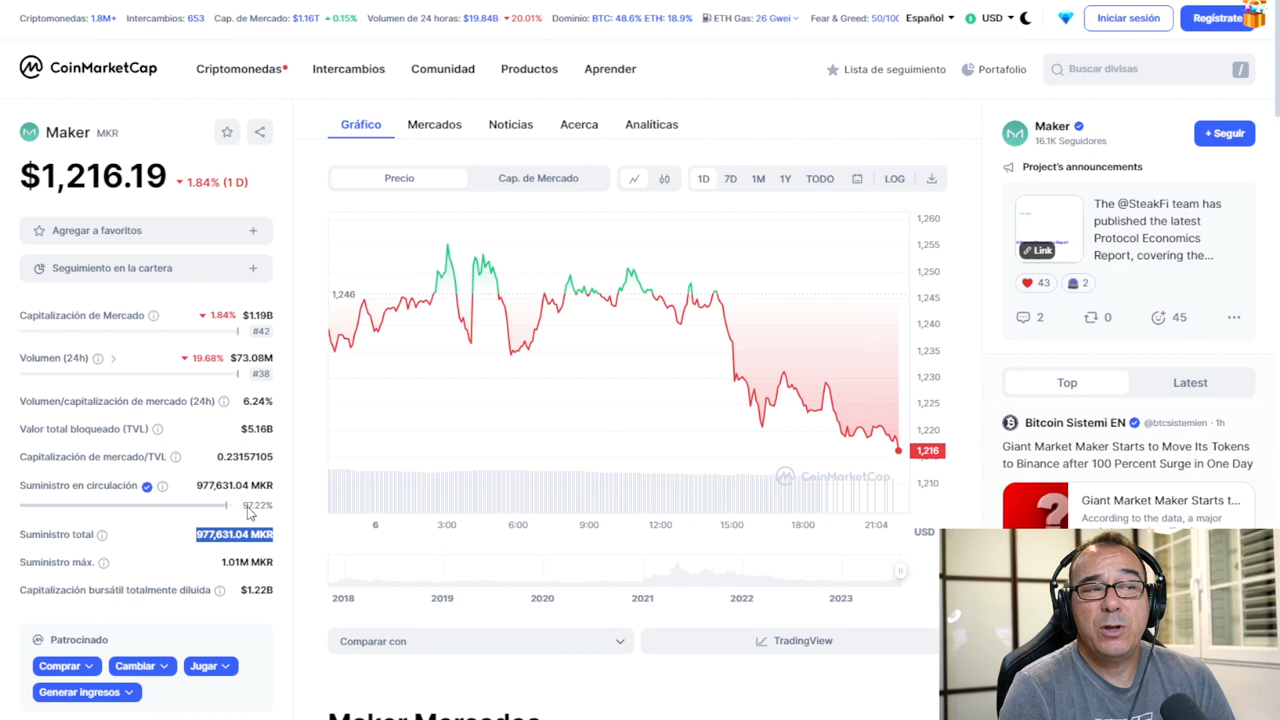 Criptomonedas: 1.8M+ Intercambios: 653 Cap. de Mercado: $1.16T 0.15% Volumen de 24 horas: $19.84B 20.01% Dominio: BTC: 48.6% ETH: 18.9% ETH Gas: 26 Gwei Fear & Greed: 50/100 Español USD Iniciar sesión Regístrate
CoinMarketCap Criptomonedas Intercambios Comunidad Productos Aprender Lista de seguimiento Portafolio Buscar divisas /
Maker MKR
$1,216.19 1.84% (1 D)
Agregar a favoritos +
Seguimiento en la cartera +
Capitalización de Mercado 1.84% $1.19B
#42
Volumen (24h) 19.68% $73.08M
#38
Volumen/capitalización de mercado (24h) 6.24%
Valor total bloqueado (TVL) $5.16B
Capitalización de mercado/TVL 0.23157105
Suministro en circulación 977,631.04 MKR
97.22%
Suministro total 977,631.04 MKR
Suministro máx. 1.01M MKR
Capitalización bursátil totalmente diluida $1.22B
Patrocinado
Comprar Cambiar Jugar
Generar ingresos
Gráfico Mercados Noticias Acerca Analíticas
Precio Cap. de Mercado 1D 7D 1M 1Y TODO LOG
1,260
1,255
1,250
1,246 1,245
1,240
1,235
1,230
1,225
1,220
1,216
1,210
CoinMarketCap
6 3:00 6:00 9:00 12:00 15:00 18:00 21:04 USD
2018 2019 2020 2021 2022 2023
Comparar con TradingView
Maker Mercados
Maker
16.1K Seguidores
+ Seguir
Project's announcements
The @SteakFi team has
published the latest
Protocol Economics
Report, covering the...
Link
43 2
2 0 45
Top Latest
Bitcoin Sistemi EN @btcsistemien · 1h
Giant Market Maker Starts to Move Its Tokens
to Binance after 100 Percent Surge in One Day
Giant Market Maker Starts t...
According to the data, a major